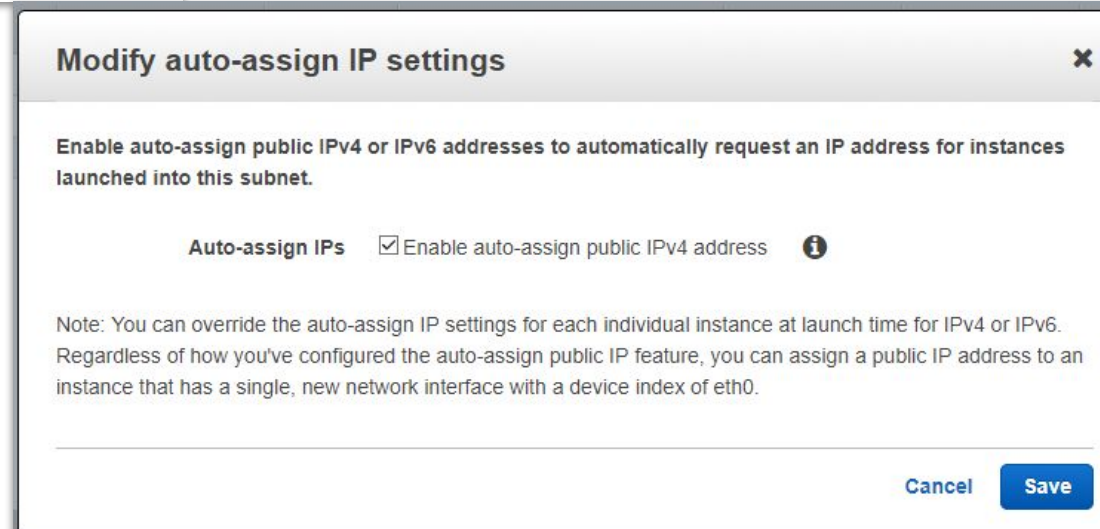 Modify auto-assign IP settings
Enable auto-assign public IPv4 or IPv6 addresses to automatically request an IP address for instances
launched into this subnet.
Auto-assign IPs Enable auto-assign public IPv4 address
Note: You can override the auto-assign IP settings for each individual instance at launch time for IPv4 or IPv6.
Regardless of how you've configured the auto-assign public IP feature, you can assign a public IP address to an
instance that has a single, new network interface with a device index of eth0.
Cancel Save